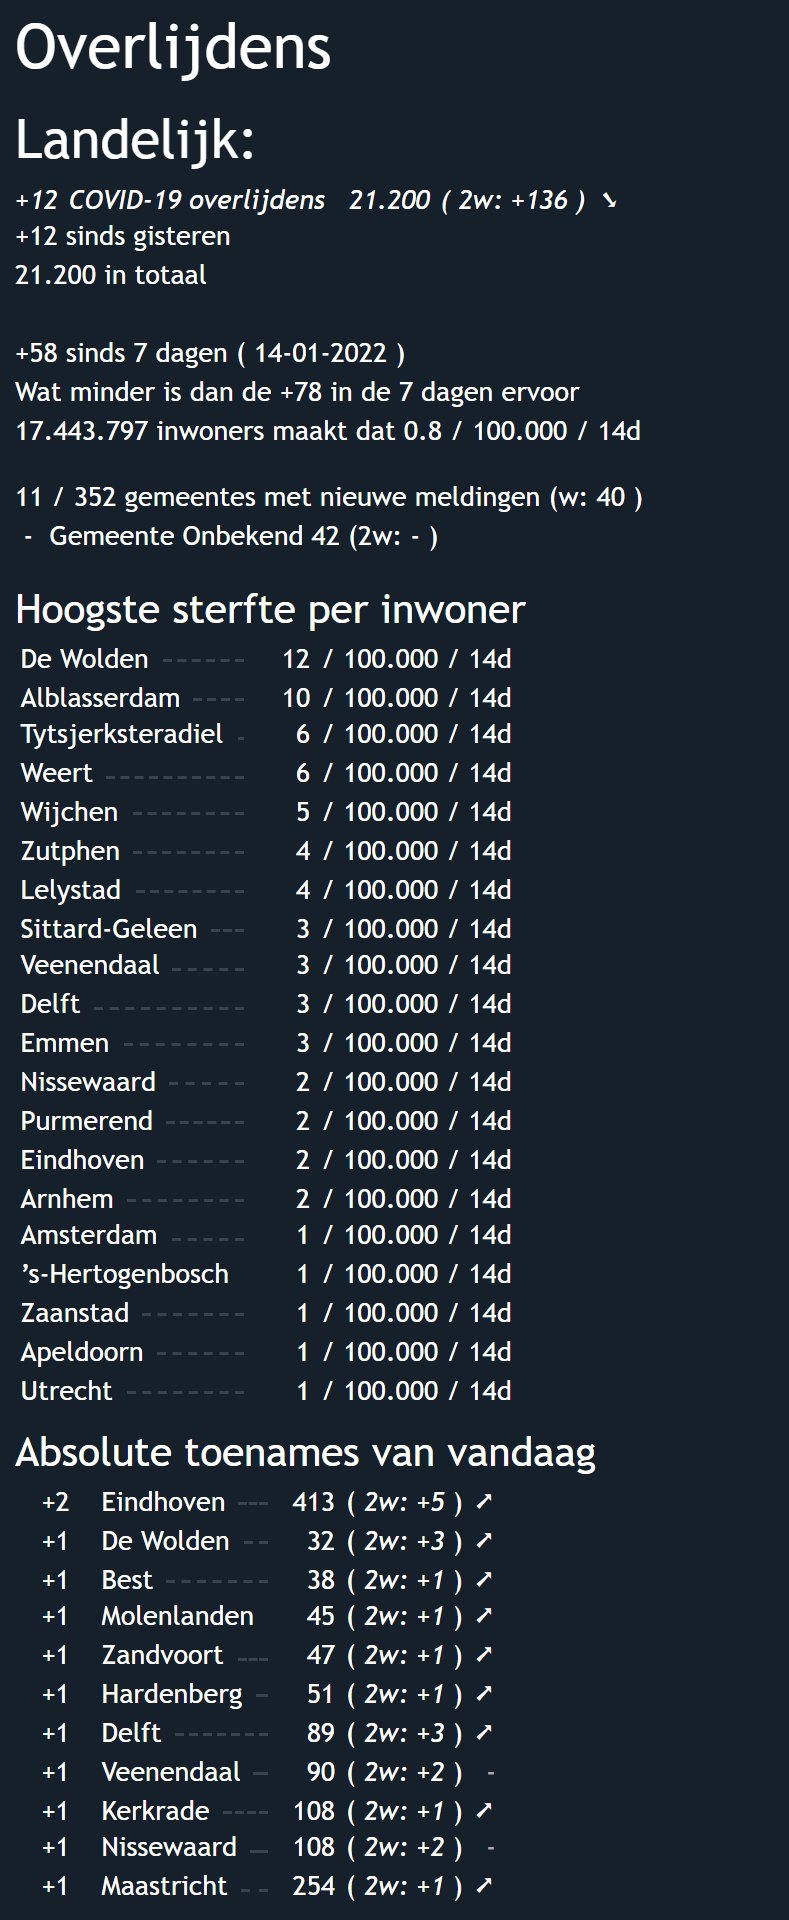 Overlijdens
Landelijk:
+12 COVID-19 overlijdens 21.200 ( 2w: +136 ) ➘
+12 sinds gisteren
21.200 in totaal
+58 sinds 7 dagen ( 14-01-2022 )
Wat minder is dan de +78 in de 7 dagen ervoor
17.443.797 inwoners maakt dat 0.8 / 100.000 / 14d
11 / 352 gemeentes met nieuwe meldingen (w: 40 )
- Gemeente Onbekend 42 (2w: - )
Hoogste sterfte per inwoner
De Wolden ------ 12 / 100.000 / 14d
Alblasserdam ---- 10 / 100.000 / 14d
Tytsjerksteradiel - 6 / 100.000 / 14d
Weert ---------- 6 / 100.000 / 14d
Wijchen -------- 5 / 100.000 / 14d
Zutphen -------- 4 / 100.000 / 14d
Lelystad -------- 4 / 100.000 / 14d
Sittard-Geleen --- 3 / 100.000 / 14d
Veenendaal ----- 3 / 100.000 / 14d
Delft ---------- 3 / 100.000 / 14d
Emmen -------- 3 / 100.000 / 14d
Nissewaard ----- 2 / 100.000 / 14d
Purmerend ------ 2 / 100.000 / 14d
Eindhoven ------ 2 / 100.000 / 14d
Arnhem -------- 2 / 100.000 / 14d
Amsterdam ----- 1 / 100.000 / 14d
’s-Hertogenbosch 1 / 100.000 / 14d
Zaanstad ------- 1 / 100.000 / 14d
Apeldoorn ------ 1 / 100.000 / 14d
Utrecht -------- 1 / 100.000 / 14d
Absolute toenames van vandaag
+2 Eindhoven --- 413 ( 2w: +5 ) ➚
+1 De Wolden -- 32 ( 2w: +3 ) ➚
+1 Best ------- 38 ( 2w: +1 ) ➚
+1 Molenlanden 45 ( 2w: +1 ) ➚
+1 Zandvoort --- 47 ( 2w: +1 ) ➚
+1 Hardenberg - 51 ( 2w: +1 ) ➚
+1 Delft ------- 89 ( 2w: +3 ) ➚
+1 Veenendaal - 90 ( 2w: +2 ) -
+1 Kerkrade ---- 108 ( 2w: +1 ) ➚
+1 Nissewaard - 108 ( 2w: +2 ) -
+1 Maastricht -- 254 ( 2w: +1 ) ➚